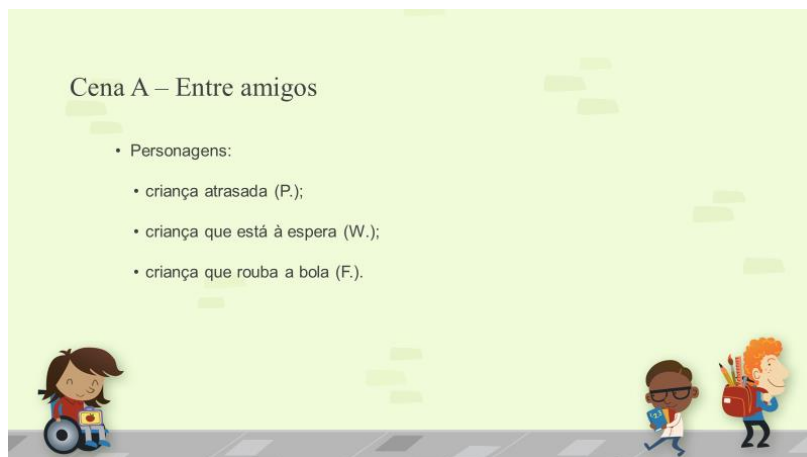 Cena A – Entre amigos
• Personagens:
• criança atrasada (P.);
• criança que está à espera (W.);
• criança que rouba a bola (F.).